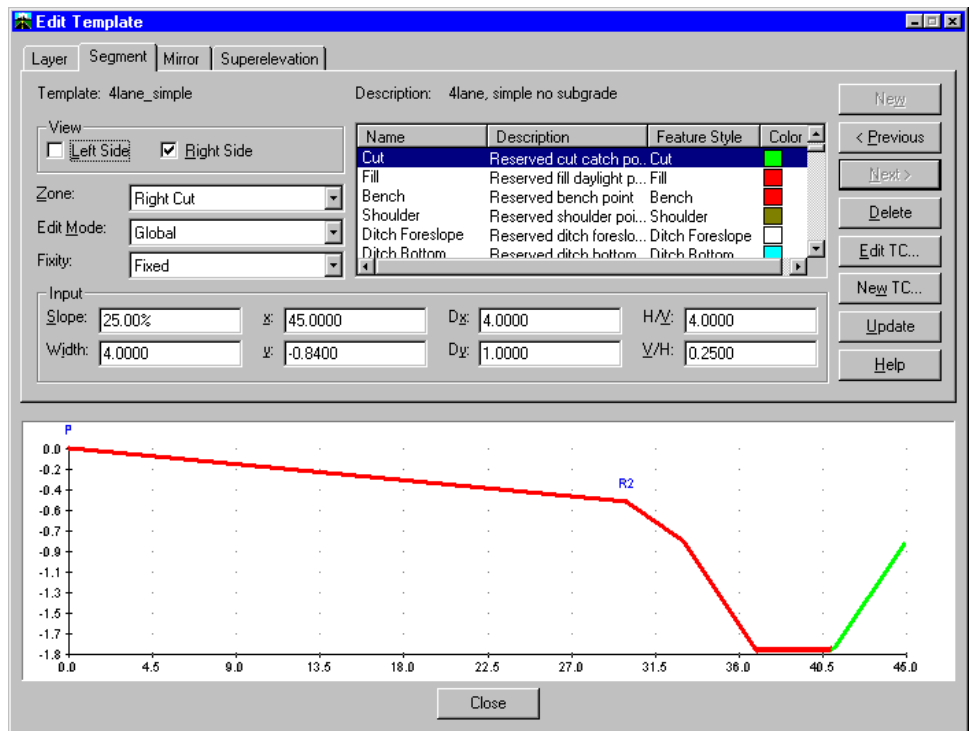 Edit Template
Layer Segment Mirror Superelevation
Template: 4lane_simple Description: 4lane, simple no subgrade
New
View
Left Side Right Side
Name Description Feature Style Color
< Previous
Cut Reserved cut catch po... Cut
Fill Reserved fill daylight p... Fill
Next >
Zone: Right Cut
Bench Reserved bench point Bench
Shoulder Reserved shoulder poi... Shoulder
Delete
Edit Mode: Global
Ditch Foreslope Reserved ditch foreslo... Ditch Foreslope
Ditch Bottom Reserved ditch bottom Ditch Bottom
Edit TC...
Fixity: Fixed
New TC...
Input
Slope: 25.00% x: 45.0000 Dx: 4.0000 H/V: 4.0000
Update
Width: 4.0000 y: -0.8400 Dy: 1.0000 V/H: 0.2500
Help
P
R2
0.0
-0.2
-0.4
-0.6
-0.7
-0.9
-1.1
-1.3
-1.5
-1.7
-1.8
0.0 4.5 9.0 13.5 18.0 22.5 27.0 31.5 36.0 40.5 45.0
Close